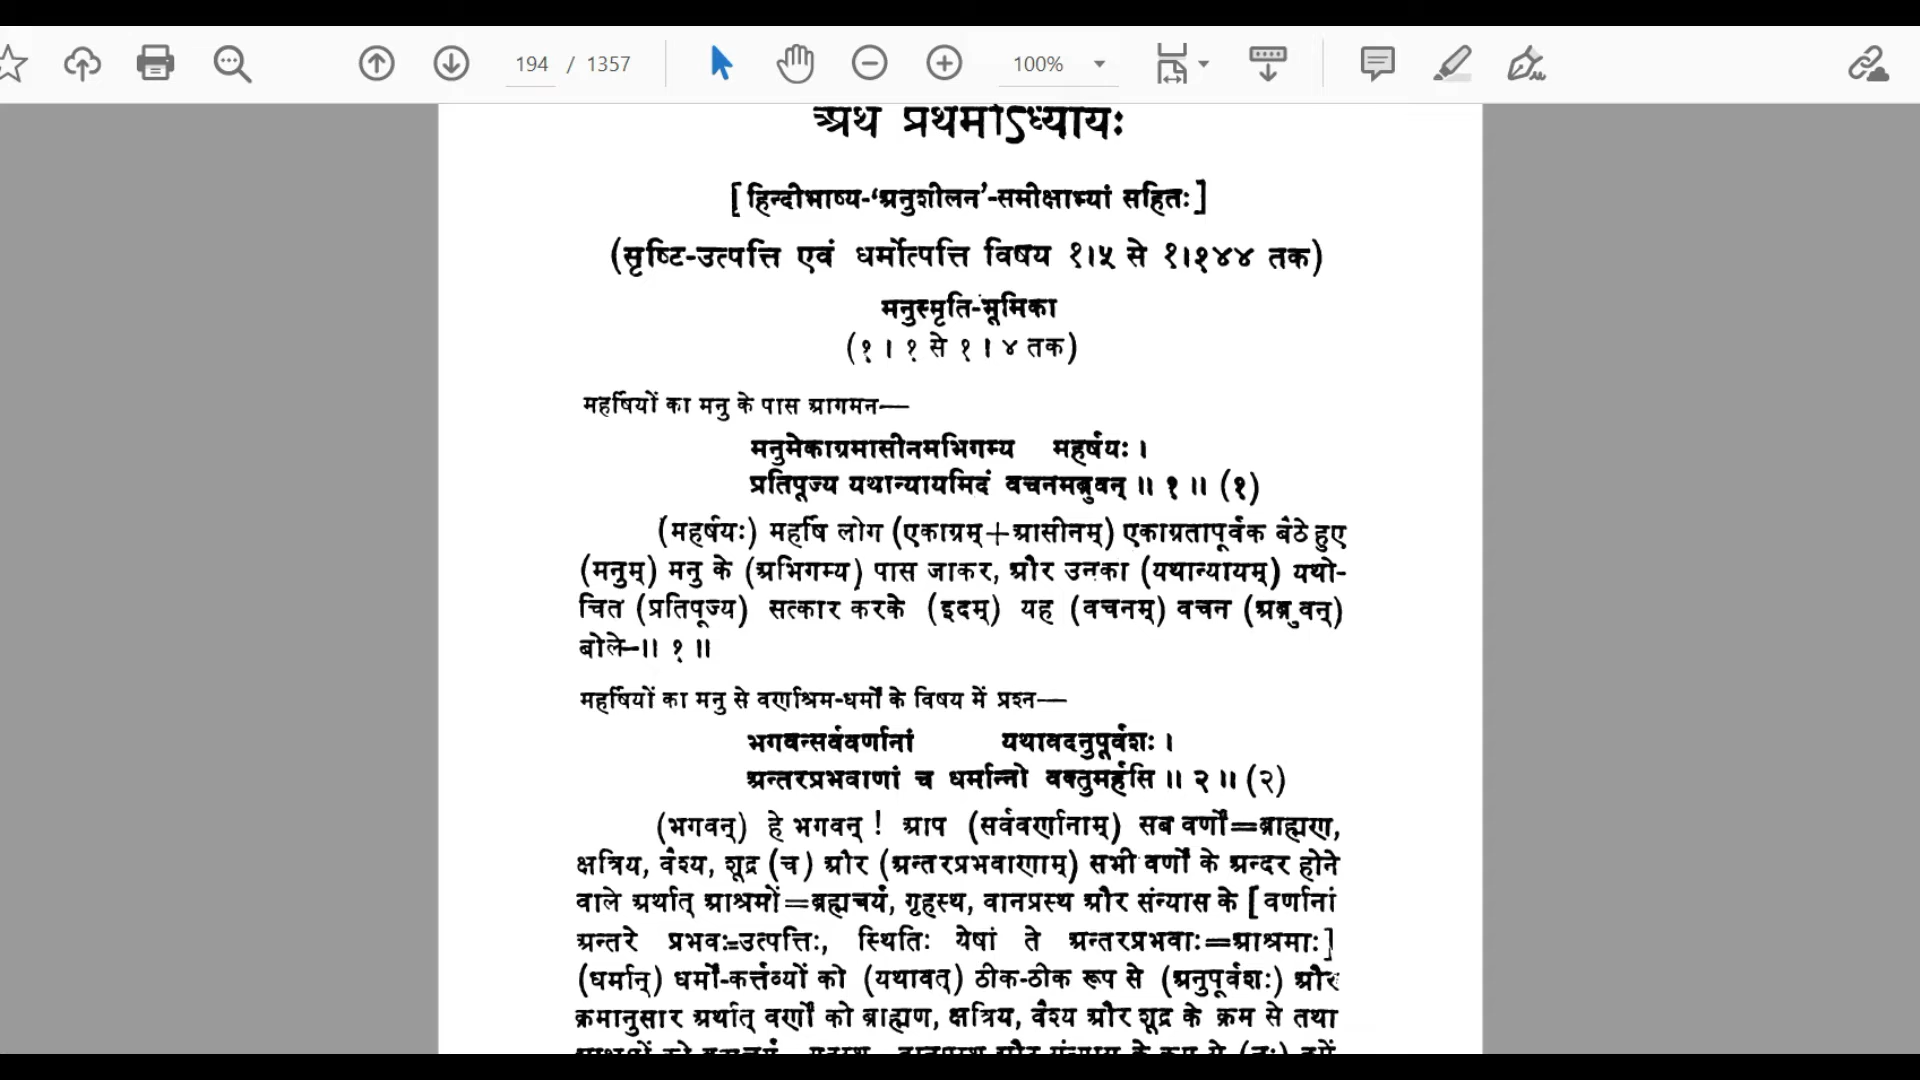 194 / 1357 100%
अथ प्रथमोऽध्यायः
[हिन्दीभाष्य-‘अनुशीलन’-समीक्षाभ्यां सहितः]
(सृष्टि-उत्पत्ति एवं धर्मोत्पत्ति विषय १।५ से १।१४४ तक)
मनुस्मृति-भूमिका
(१ । १ से १ । ४ तक)
महर्षियों का मनु के पास आगमन—
मनुमेकाग्रमासीनमभिगम्य महर्षयः ।
प्रतिपूज्य यथान्यायमिदं वचनमब्रुवन् ॥ १ ॥ (१)
(महर्षयः) महर्षि लोग (एकाग्रम्+आसीनम्) एकाग्रतापूर्वक बैठे हुए
(मनुम्) मनु के (अभिगम्य) पास जाकर, और उनका (यथान्यायम्) यथो-
चित (प्रतिपूज्य) सत्कार करके (इदम्) यह (वचनम्) वचन (अब्रुवन्)
बोले—॥ १ ॥
महर्षियों का मनु से वर्णाश्रम-धर्मों के विषय में प्रश्न—
भगवन्सर्ववर्णानां यथावदनुपूर्वशः ।
अन्तरप्रभवाणां च धर्मान्नो वक्तुमर्हसि ॥ २ ॥ (२)
(भगवन्) हे भगवन् ! आप (सर्ववर्णानाम्) सब वर्णों=ब्राह्मण,
क्षत्रिय, वैश्य, शूद्र (च) और (अन्तरप्रभवाणाम्) सभी वर्णों के अन्दर होने
वाले अर्थात् आश्रमों=ब्रह्मचर्य, गृहस्थ, वानप्रस्थ और संन्यास के [वर्णानां
अन्तरे प्रभवः=उत्पत्तिः, स्थितिः येषां ते अन्तरप्रभवाः=आश्रमाः]
(धर्मान्) धर्मों-कर्त्तव्यों को (यथावत्) ठीक-ठीक रूप से (अनुपूर्वशः) और
क्रमानुसार अर्थात् वर्णों को ब्राह्मण, क्षत्रिय, वैश्य और शूद्र के क्रम से तथा